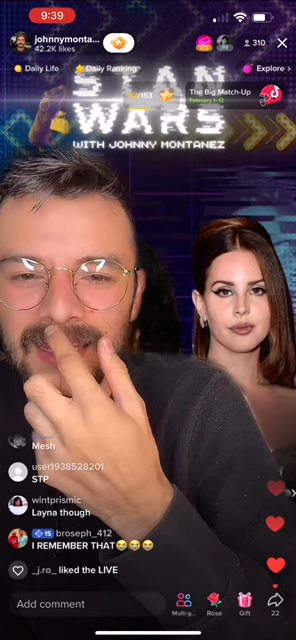 9:39
johnnymonta...
42.2K likes
310
Daily Life
Daily Ranking
Explore >
STAN
WARS
WITH JOHNNY MONTANEZ
/153
The Big Match-Up
February 1–12
Mesh
user1938528201
STP
wintprismic
Layna though
15 broseph_412
I REMEMBER THAT😭😭😭
_j.ro_ liked the LIVE
Add comment
Multi-g...
Rose
Gift
22